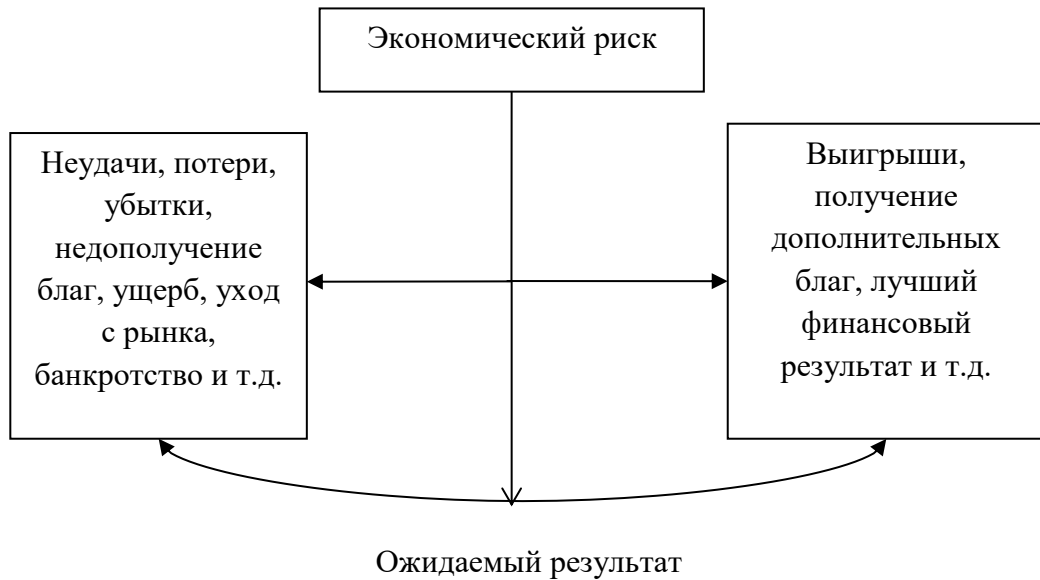 Экономический риск
Неудачи, потери,
убытки,
недополучение
благ, ущерб, уход
с рынка,
банкротство и т.д.
Выигрыши,
получение
дополнительных
благ, лучший
финансовый
результат и т.д.
Ожидаемый результат